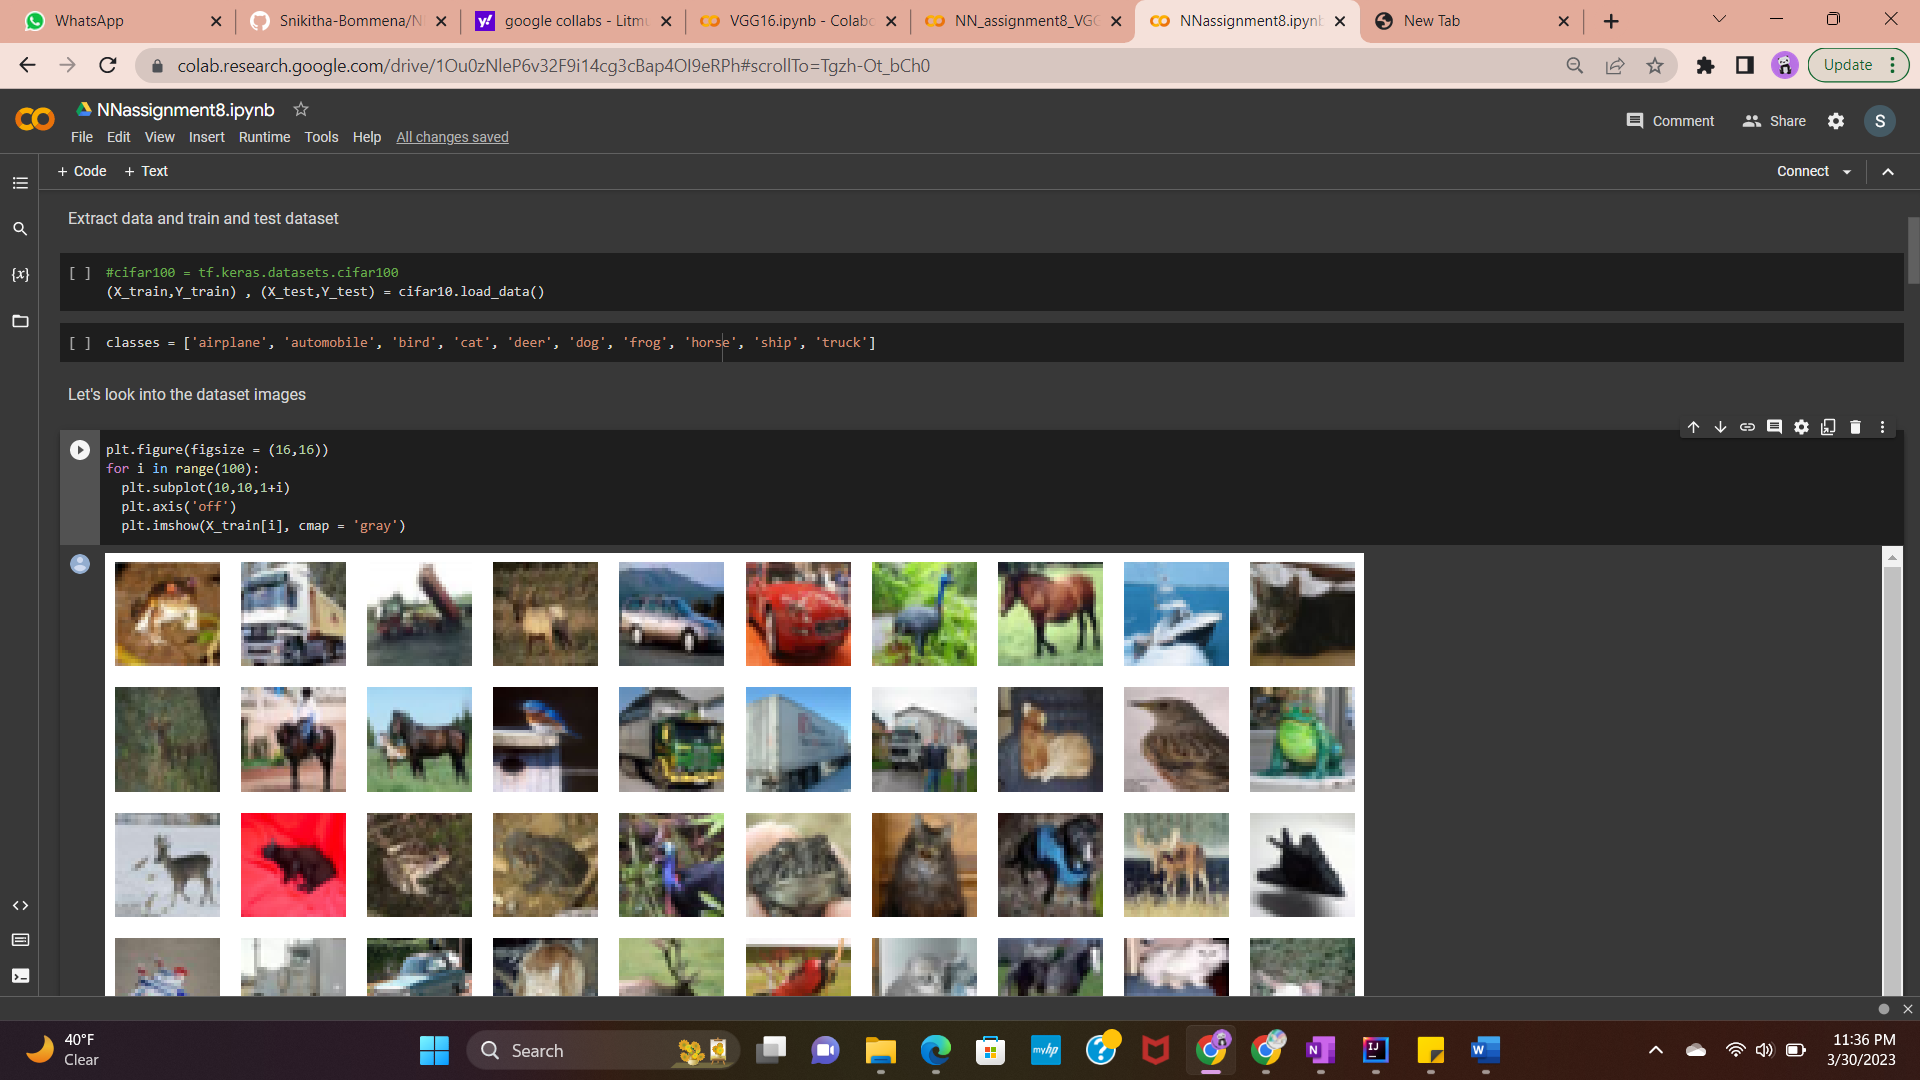 WhatsApp
Snikitha-Bommena/N
google collabs - Litmu
VGG16.ipynb - Colabo
NN_assignment8_VGG
NNassignment8.ipynb
New Tab
colab.research.google.com/drive/1Ou0zNleP6v32F9i14cg3cBap4OI9eRPh#scrollTo=Tgzh-Ot_bCh0
Update
NNassignment8.ipynb
File Edit View Insert Runtime Tools Help All changes saved
Comment Share S
+ Code + Text
Connect
Extract data and train and test dataset
[ ] #cifar100 = tf.keras.datasets.cifar100
(X_train,Y_train) , (X_test,Y_test) = cifar10.load_data()
[ ] classes = ['airplane', 'automobile', 'bird', 'cat', 'deer', 'dog', 'frog', 'horse', 'ship', 'truck']
Let's look into the dataset images
plt.figure(figsize = (16,16))
for i in range(100):
plt.subplot(10,10,1+i)
plt.axis('off')
plt.imshow(X_train[i], cmap = 'gray')
{x}
40°F
Clear
Search
myhp
11:36 PM
3/30/2023